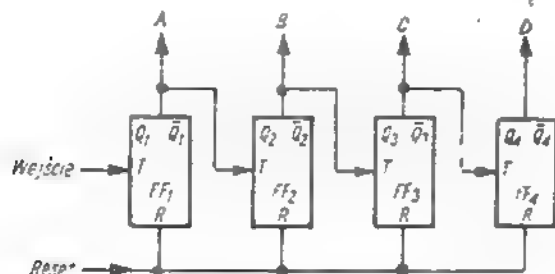 A B C D
Q₁ Q̄₁ Q₂ Q̄₂ Q₃ Q̄₃ Q₄ Q̄₄
Wejście T T T T
FF₁ FF₂ FF₃ FF₄
R R R R
Reset